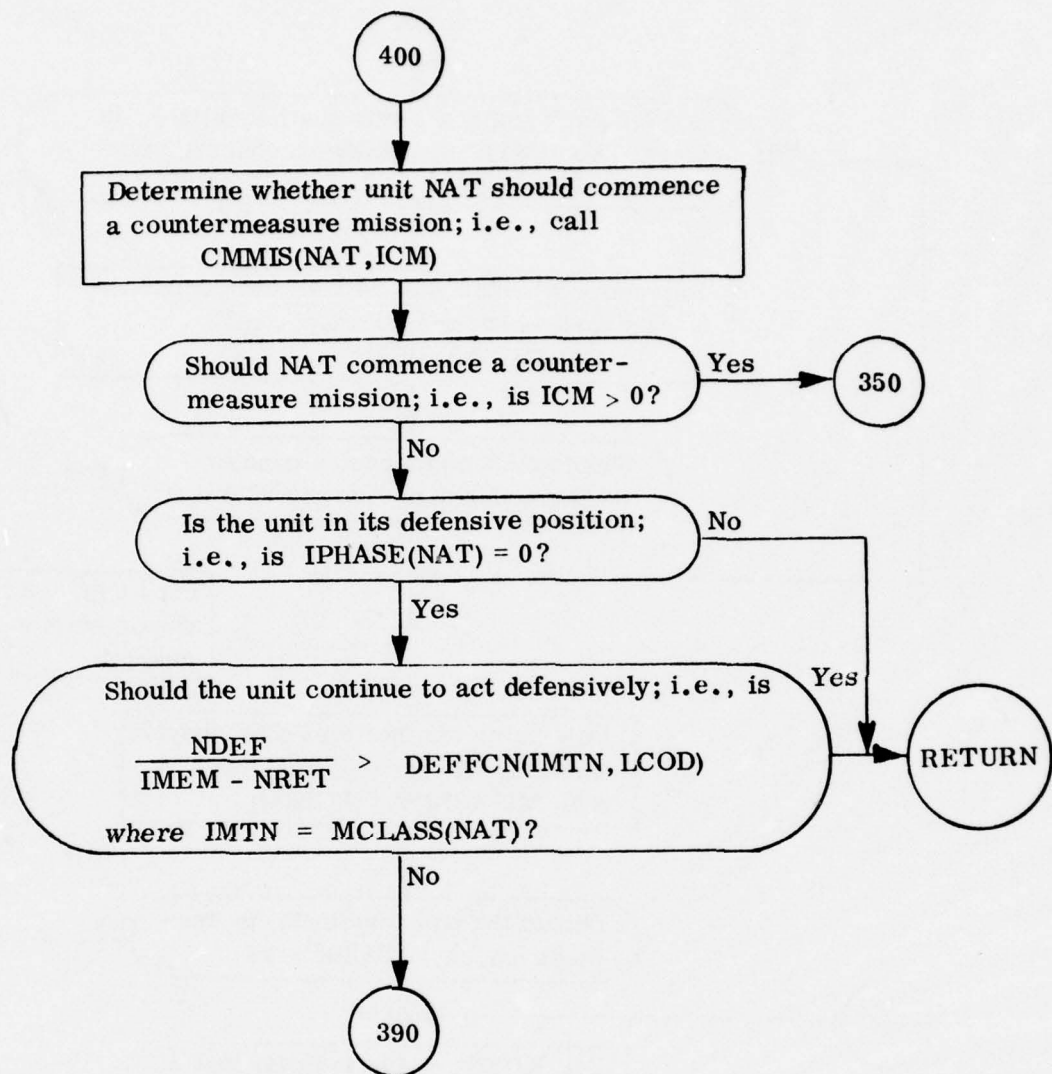 400
Determine whether unit NAT should commence
a countermeasure mission; i.e., call
CMMIS(NAT,ICM)
Should NAT commence a counter-
measure mission; i.e., is ICM > 0?
Yes
350
No
Is the unit in its defensive position;
i.e., is IPHASE(NAT) = 0?
No
Yes
Should the unit continue to act defensively; i.e., is
NDEF
IMEM - NRET > DEFFCN(IMTN, LCOD)
where IMTN = MCLASS(NAT)?
Yes
RETURN
No
390